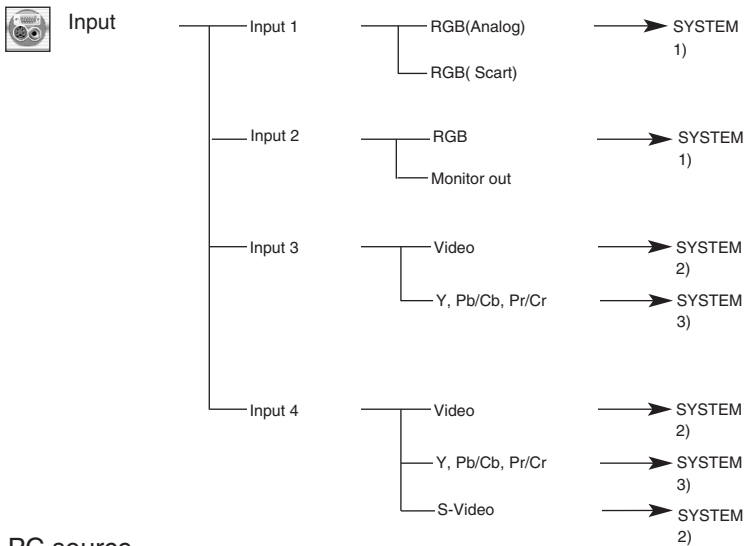 Input
Input 1
RGB(Analog)
SYSTEM
1)
RGB( Scart)
Input 2
RGB
SYSTEM
1)
Monitor out
Input 3
Video
SYSTEM
2)
Y, Pb/Cb, Pr/Cr
SYSTEM
3)
Input 4
Video
SYSTEM
2)
Y, Pb/Cb, Pr/Cr
SYSTEM
3)
S-Video
SYSTEM
2)
PC source